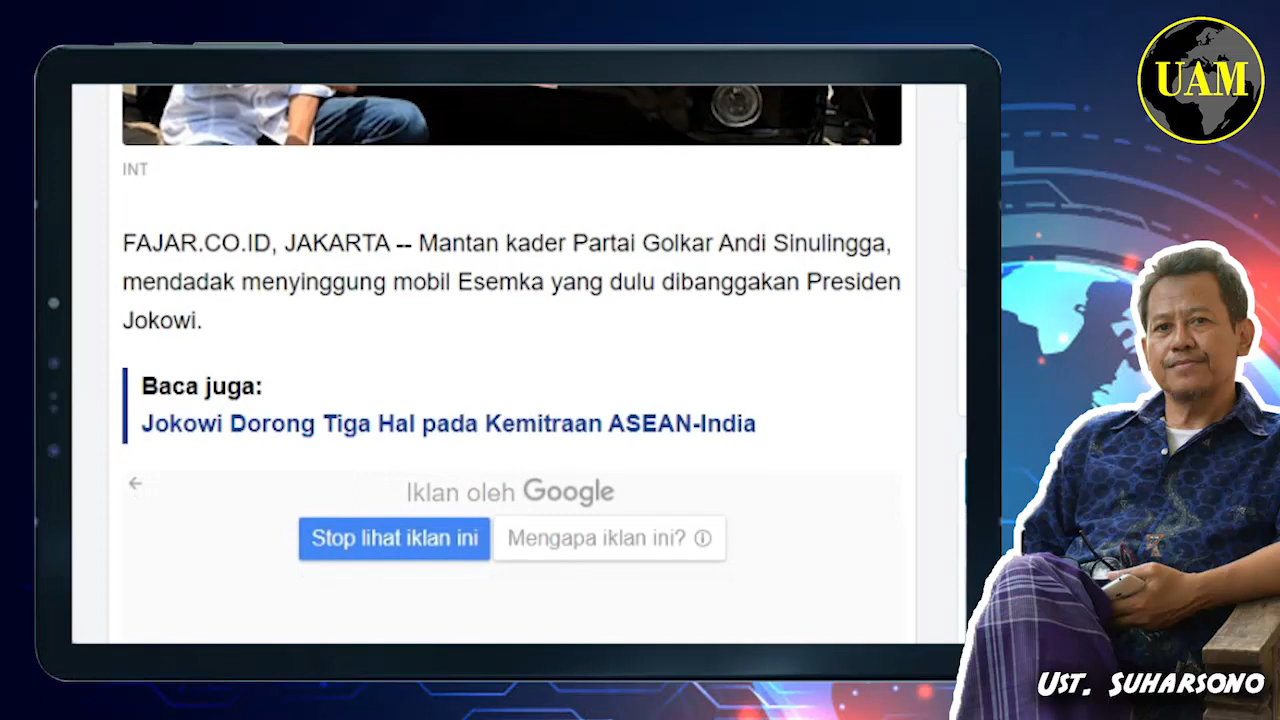 UAM
INT
FAJAR.CO.ID, JAKARTA -- Mantan kader Partai Golkar Andi Sinulingga,
mendadak menyinggung mobil Esemka yang dulu dibanggakan Presiden
Jokowi.
Baca juga:
Jokowi Dorong Tiga Hal pada Kemitraan ASEAN-India
Iklan oleh Google
Stop lihat iklan ini
Mengapa iklan ini?
UST. SUHARSONO